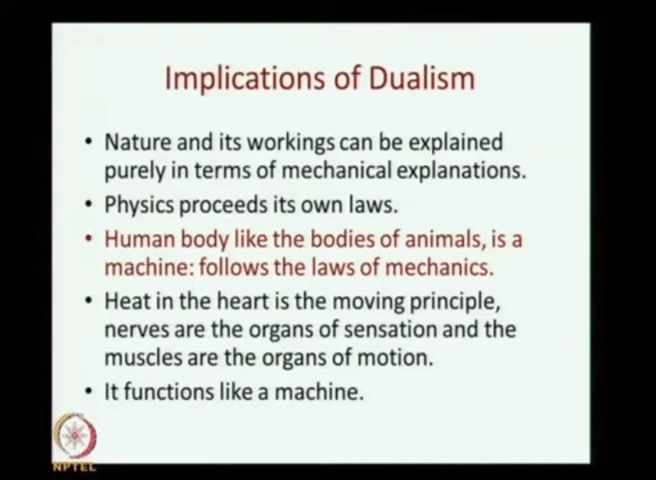 Implications of Dualism
• Nature and its workings can be explained
purely in terms of mechanical explanations.
• Physics proceeds its own laws.
• Human body like the bodies of animals, is a
machine: follows the laws of mechanics.
• Heat in the heart is the moving principle,
nerves are the organs of sensation and the
muscles are the organs of motion.
• It functions like a machine.
NPTEL